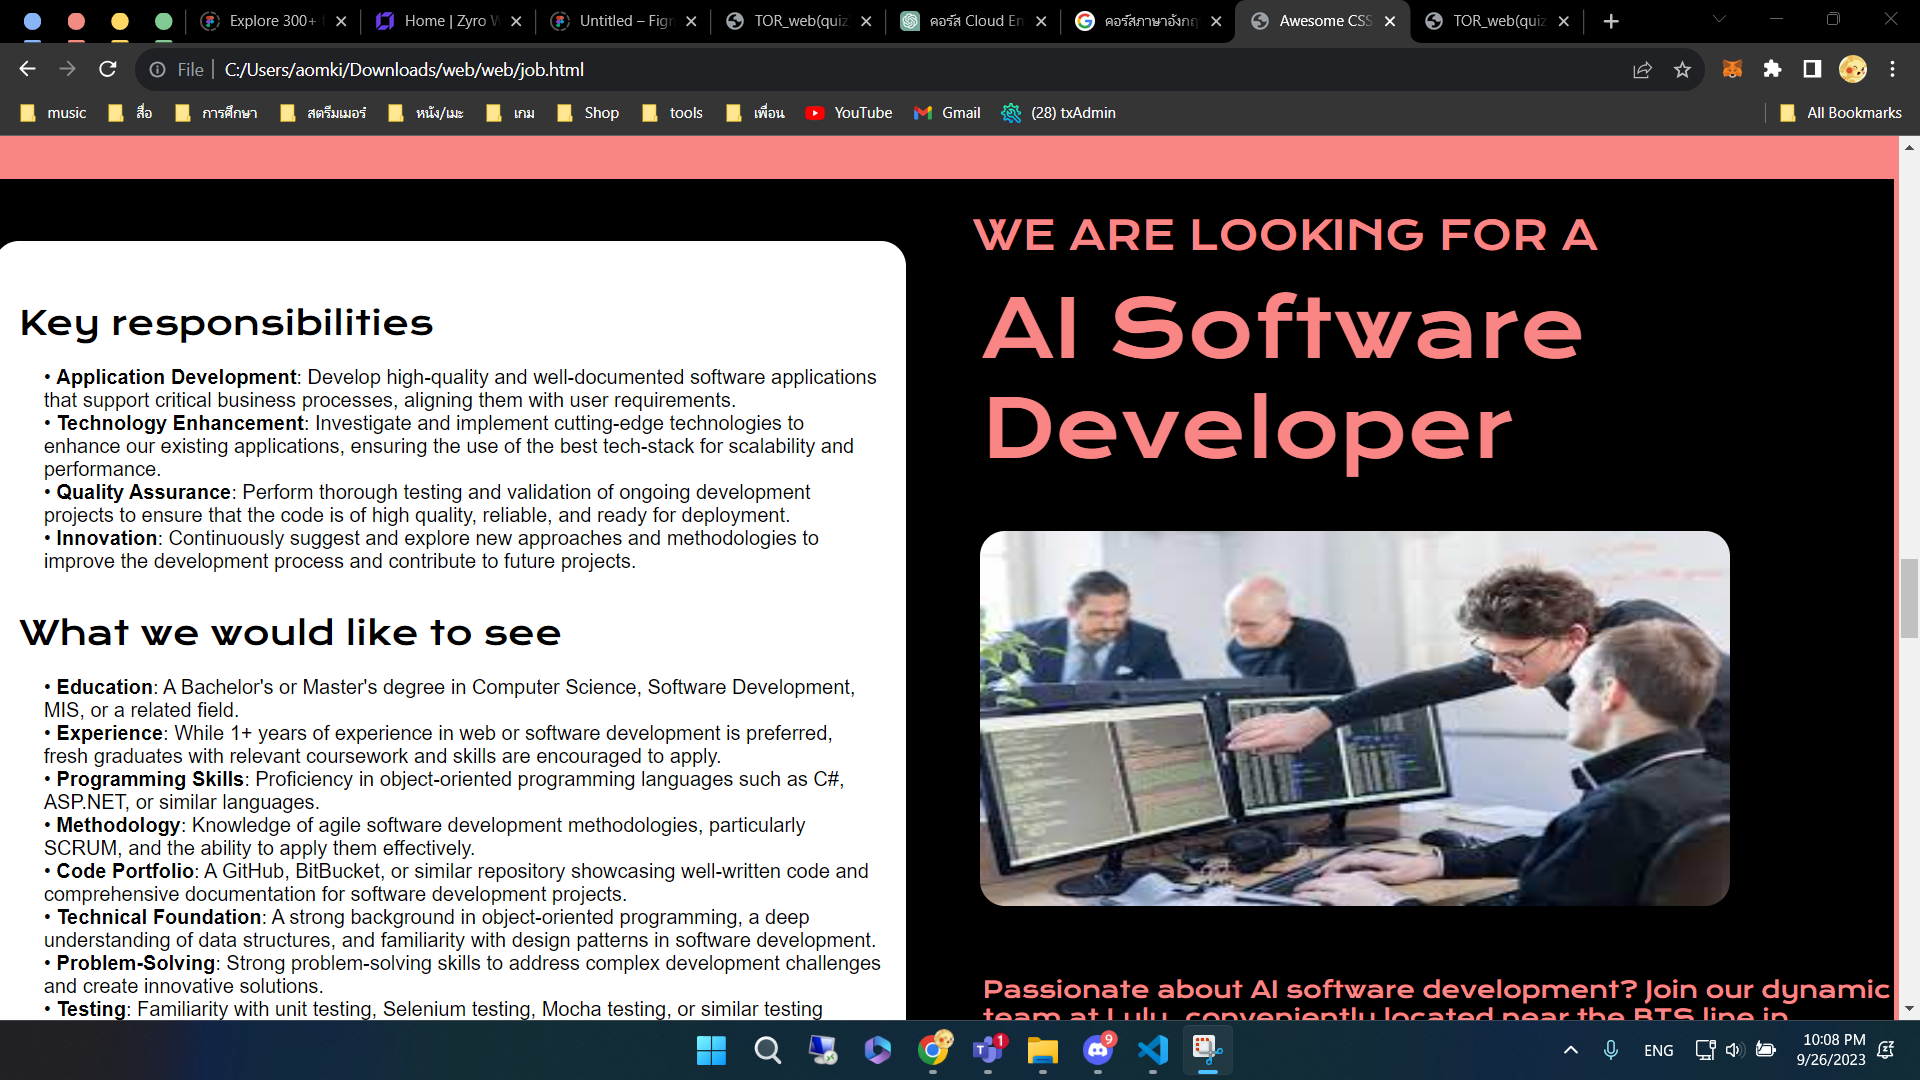 Explore 300+
Home | Zyro W
Untitled – Fig
TOR_web(quiz
คอร์ส Cloud En
คอร์สภาษาอังกฤ
Awesome CSS
TOR_web(quiz
File
C:/Users/aomki/Downloads/web/web/job.html
music
สื่อ
การศึกษา
สตรีมเมอร์
หนัง/เมะ
เกม
Shop
tools
เพื่อน
YouTube
Gmail
(28) txAdmin
All Bookmarks
Key responsibilities
• Application Development: Develop high-quality and well-documented software applications
that support critical business processes, aligning them with user requirements.
• Technology Enhancement: Investigate and implement cutting-edge technologies to
enhance our existing applications, ensuring the use of the best tech-stack for scalability and
performance.
• Quality Assurance: Perform thorough testing and validation of ongoing development
projects to ensure that the code is of high quality, reliable, and ready for deployment.
• Innovation: Continuously suggest and explore new approaches and methodologies to
improve the development process and contribute to future projects.
What we would like to see
• Education: A Bachelor's or Master's degree in Computer Science, Software Development,
MIS, or a related field.
• Experience: While 1+ years of experience in web or software development is preferred,
fresh graduates with relevant coursework and skills are encouraged to apply.
• Programming Skills: Proficiency in object-oriented programming languages such as C#,
ASP.NET, or similar languages.
• Methodology: Knowledge of agile software development methodologies, particularly
SCRUM, and the ability to apply them effectively.
• Code Portfolio: A GitHub, BitBucket, or similar repository showcasing well-written code and
comprehensive documentation for software development projects.
• Technical Foundation: A strong background in object-oriented programming, a deep
understanding of data structures, and familiarity with design patterns in software development.
• Problem-Solving: Strong problem-solving skills to address complex development challenges
and create innovative solutions.
• Testing: Familiarity with unit testing, Selenium testing, Mocha testing, or similar testing
WE ARE LOOKING FOR A
AI Software
Developer
Passionate about AI software development? Join our dynamic
team at Lulu, conveniently located near the BTS line in
1
9
ENG
10:08 PM
9/26/2023